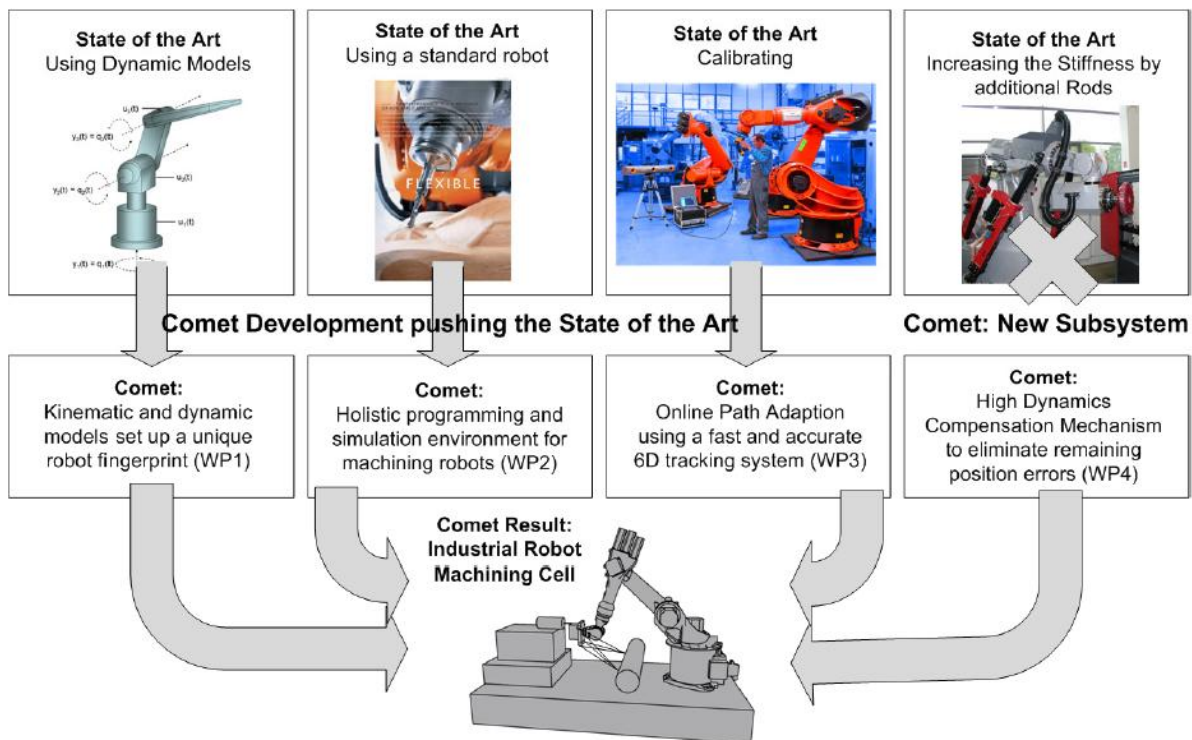 State of the Art
Using Dynamic Models
State of the Art
Using a standard robot
State of the Art
Calibrating
State of the Art
Increasing the Stiffness by
additional Rods
FLEXIBLE
Comet Development pushing the State of the Art
Comet: New Subsystem
Comet:
Kinematic and dynamic
models set up a unique
robot fingerprint (WP1)
Comet:
Holistic programming and
simulation environment for
machining robots (WP2)
Comet:
Online Path Adaption
using a fast and accurate
6D tracking system (WP3)
Comet:
High Dynamics
Compensation Mechanism
to eliminate remaining
position errors (WP4)
Comet Result:
Industrial Robot
Machining Cell